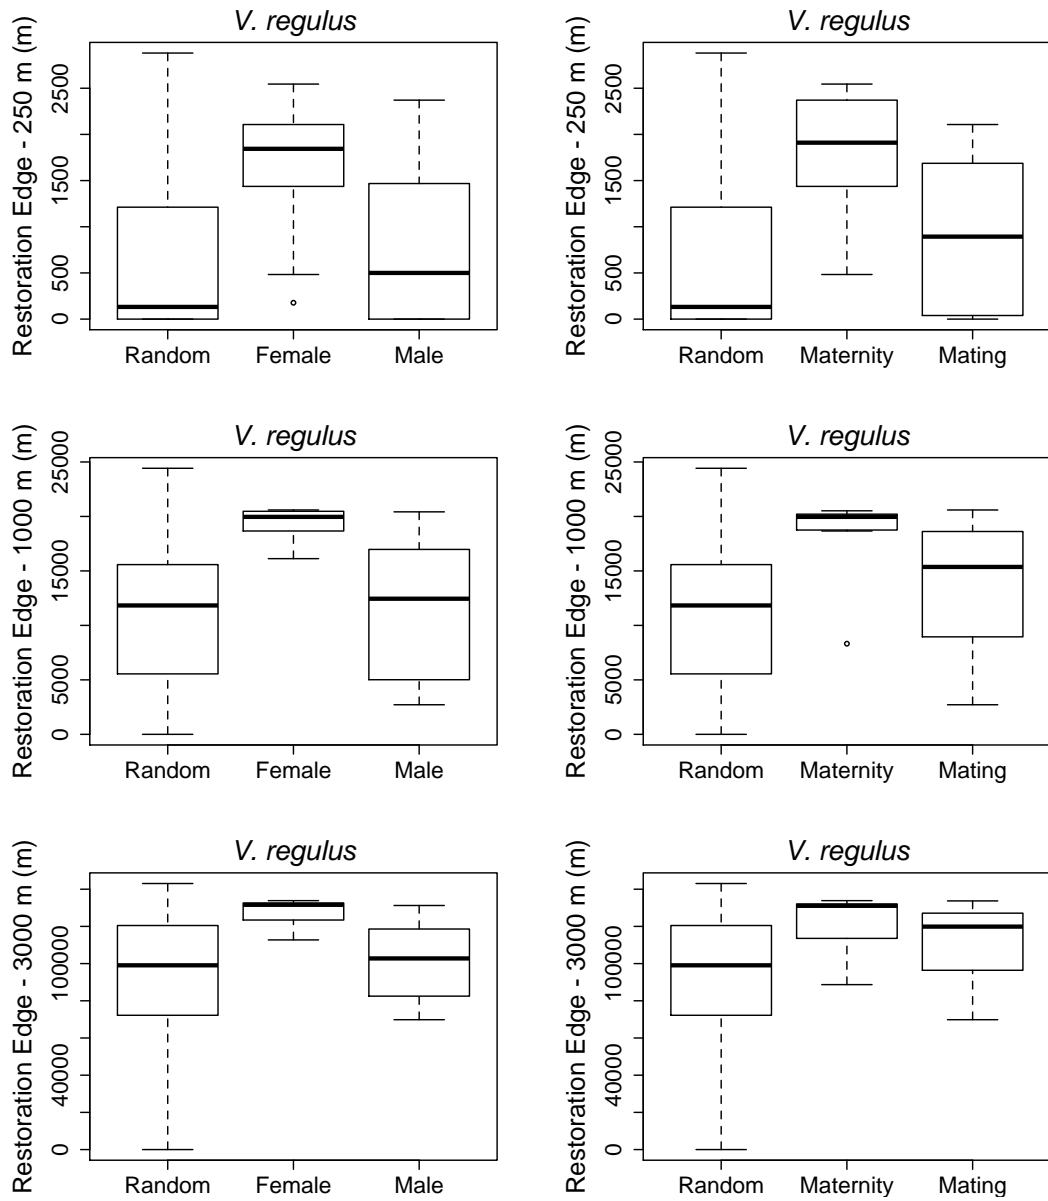 V. regulus
Restoration Edge - 250 m (m)
2500
1500
500
0
Random
Female
Male
V. regulus
Restoration Edge - 250 m (m)
2500
1500
500
0
Random
Maternity
Mating
V. regulus
Restoration Edge - 1000 m (m)
25000
15000
5000
0
Random
Female
Male
V. regulus
Restoration Edge - 1000 m (m)
25000
15000
5000
0
Random
Maternity
Mating
V. regulus
Restoration Edge - 3000 m (m)
100000
40000
0
Random
Female
Male
V. regulus
Restoration Edge - 3000 m (m)
100000
40000
0
Random
Maternity
Mating